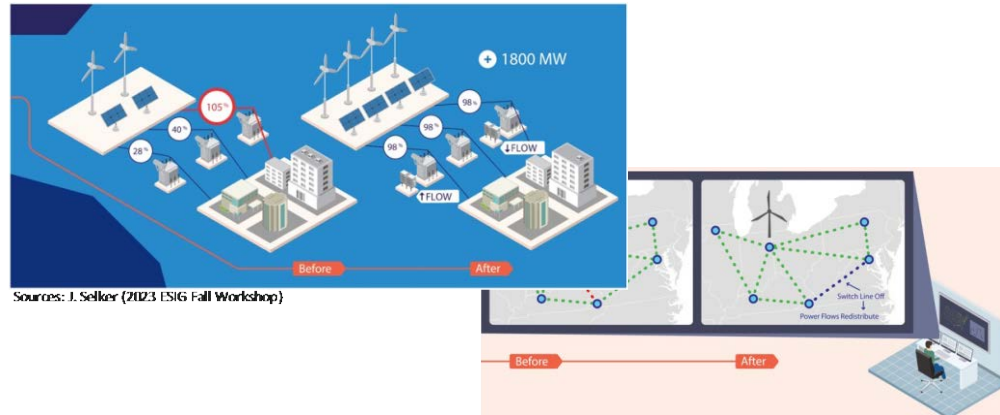 + 1800 MW
105%
40%
28%
98%
98%
98%
↓FLOW
↑FLOW
Before
After
Sources: J. Selker (2023 ESIG Fall Workshop)
Switch Line Off
Power Flows Redistribute
Before
After